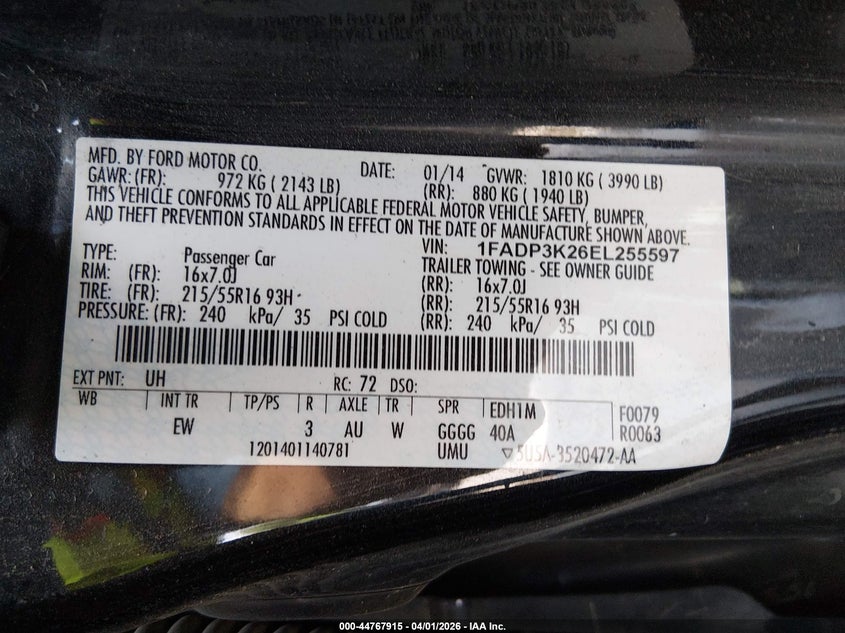 MFD. BY FORD MOTOR CO. DATE: 01/14 GVWR: 1810 KG ( 3990 LB)
GAWR: (FR): 972 KG ( 2143 LB) (RR): 880 KG ( 1940 LB)
THIS VEHICLE CONFORMS TO ALL APPLICABLE FEDERAL MOTOR VEHICLE SAFETY, BUMPER,
AND THEFT PREVENTION STANDARDS IN EFFECT ON THE DATE OF MANUFACTURE SHOWN ABOVE.
VIN: 1FADP3K26EL255597
TYPE: Passenger Car TRAILER TOWING - SEE OWNER GUIDE
RIM: (FR): 16x7.0J (RR): 16x7.0J
TIRE: (FR): 215/55R16 93H (RR): 215/55R16 93H
PRESSURE: (FR): 240 kPa/ 35 PSI COLD (RR): 240 kPa/ 35 PSI COLD
EXT PNT: UH RC: 72 DSO:
WB INT TR TP/PS R AXLE TR SPR EDH1M F0079
EW 3 AU W GGGG 40A R0063
1201401140781 UMU ▽5USA-3520472-AA
000-44767915 - 04/01/2026 - IAA Inc.